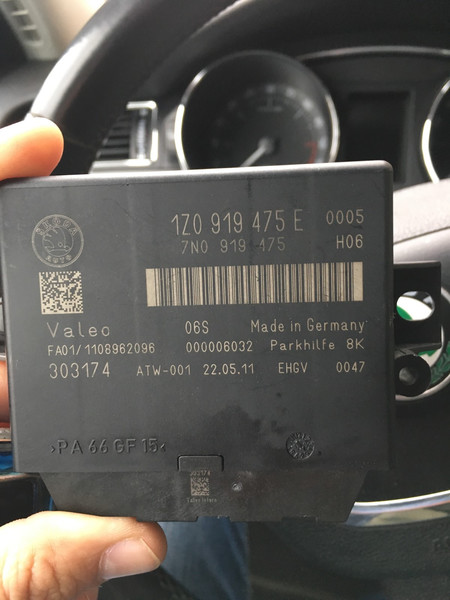 1Z0 919 475 E 0005
7N0 919 475 H06
Valeo 06S Made in Germany
FA01/1108962096 000006032 Parkhilfe 8K
303174 ATW-001 22.05.11 EHGV 0047
>PA 66 GF 15<
303174